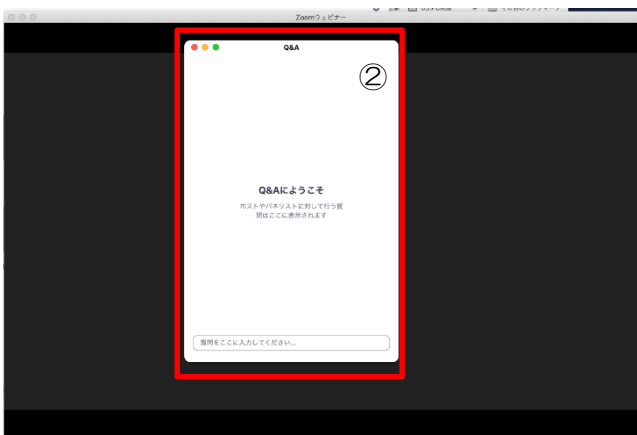 Zoomウェビナー
Q&A
②
Q&Aにようこそ
ホストやパネリストに対して行う質
問はここに表示されます
質問をここに入力してください...